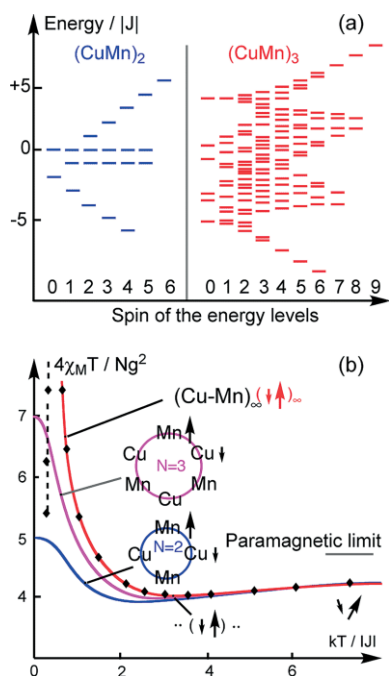 Energy / |J| (a)
(CuMn)₂ (CuMn)₃
+5
0
-5
0 1 2 3 4 5 6 0 1 2 3 4 5 6 7 8 9
Spin of the energy levels
4χ_MT / Ng² (b)
7
(Cu-Mn)∞(↓↑)∞
Mn
Cu Cu
6 N=3
Mn Mn
Cu
Mn
5 Cu N=2 Cu
Mn
Paramagnetic limit
4
·· (↓↑) ··
kT / |J|
0 2 4 6